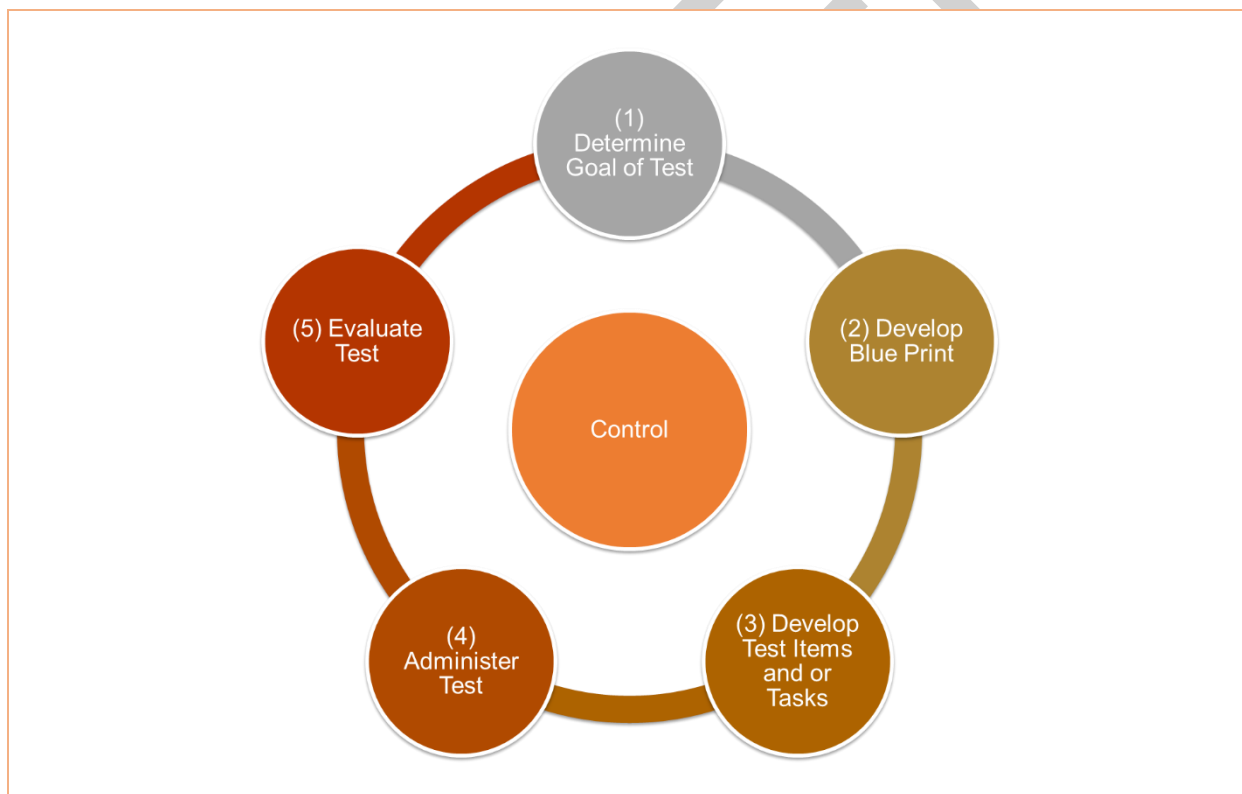 (1)
Determine
Goal of Test
(2) Develop
Blue Print
(3) Develop
Test Items
and or
Tasks
(4)
Administer
Test
(5) Evaluate
Test
Control